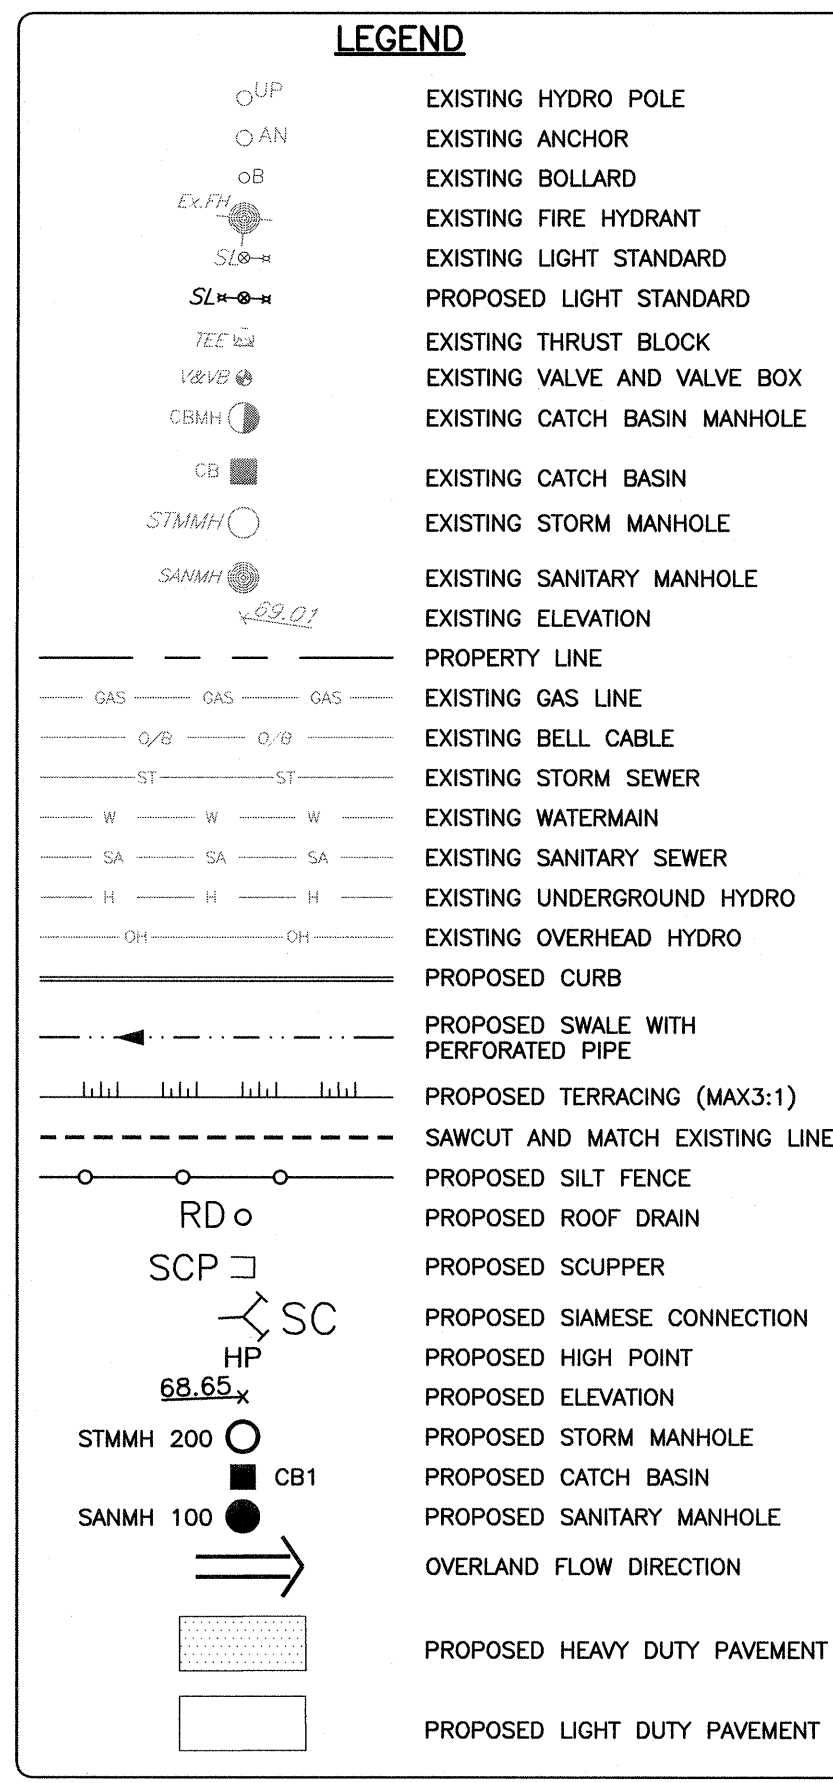 LEGEND
UP EXISTING HYDRO POLE
AN EXISTING ANCHOR
B EXISTING BOLLARD
Ex.FH EXISTING FIRE HYDRANT
SL EXISTING LIGHT STANDARD
SL PROPOSED LIGHT STANDARD
TEE EXISTING THRUST BLOCK
V&VB EXISTING VALVE AND VALVE BOX
CBMH EXISTING CATCH BASIN MANHOLE
CB EXISTING CATCH BASIN
STMMH EXISTING STORM MANHOLE
SANMH EXISTING SANITARY MANHOLE
69.01 EXISTING ELEVATION
PROPERTY LINE
GAS GAS GAS EXISTING GAS LINE
O/B O/B EXISTING BELL CABLE
ST ST EXISTING STORM SEWER
W W W EXISTING WATERMAIN
SA SA SA EXISTING SANITARY SEWER
H H H EXISTING UNDERGROUND HYDRO
OH OH EXISTING OVERHEAD HYDRO
PROPOSED CURB
PROPOSED SWALE WITH
PERFORATED PIPE
PROPOSED TERRACING (MAX3:1)
SAWCUT AND MATCH EXISTING LINE
PROPOSED SILT FENCE
RD PROPOSED ROOF DRAIN
SCP PROPOSED SCUPPER
SC PROPOSED SIAMESE CONNECTION
HP PROPOSED HIGH POINT
68.65 PROPOSED ELEVATION
STMMH 200 PROPOSED STORM MANHOLE
CB1 PROPOSED CATCH BASIN
SANMH 100 PROPOSED SANITARY MANHOLE
OVERLAND FLOW DIRECTION
PROPOSED HEAVY DUTY PAVEMENT
PROPOSED LIGHT DUTY PAVEMENT